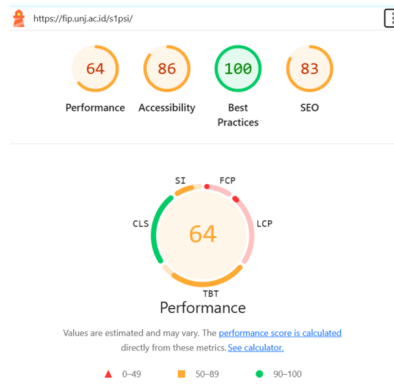 https://fip.unj.ac.id/s1psi/
64 86 100 83
Performance Accessibility Best Practices SEO
SI FCP
CLS LCP
64
TBT
Performance
Values are estimated and may vary. The performance score is calculated
directly from these metrics. See calculator.
0–49 50–89 90–100